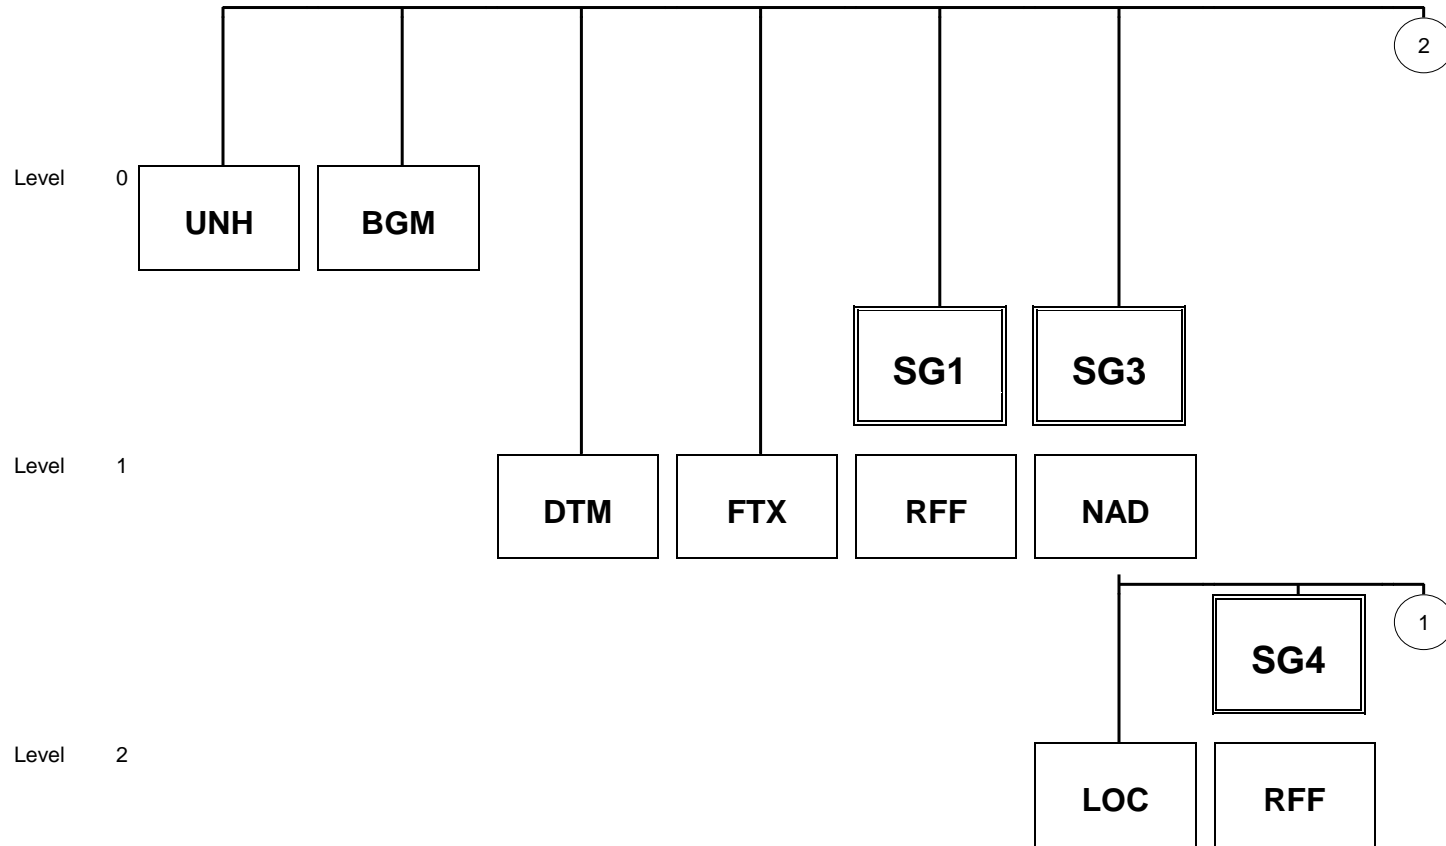 2
Level 0
UNH BGM
SG1 SG3
Level 1
DTM FTX RFF NAD
1
SG4
Level 2
LOC RFF